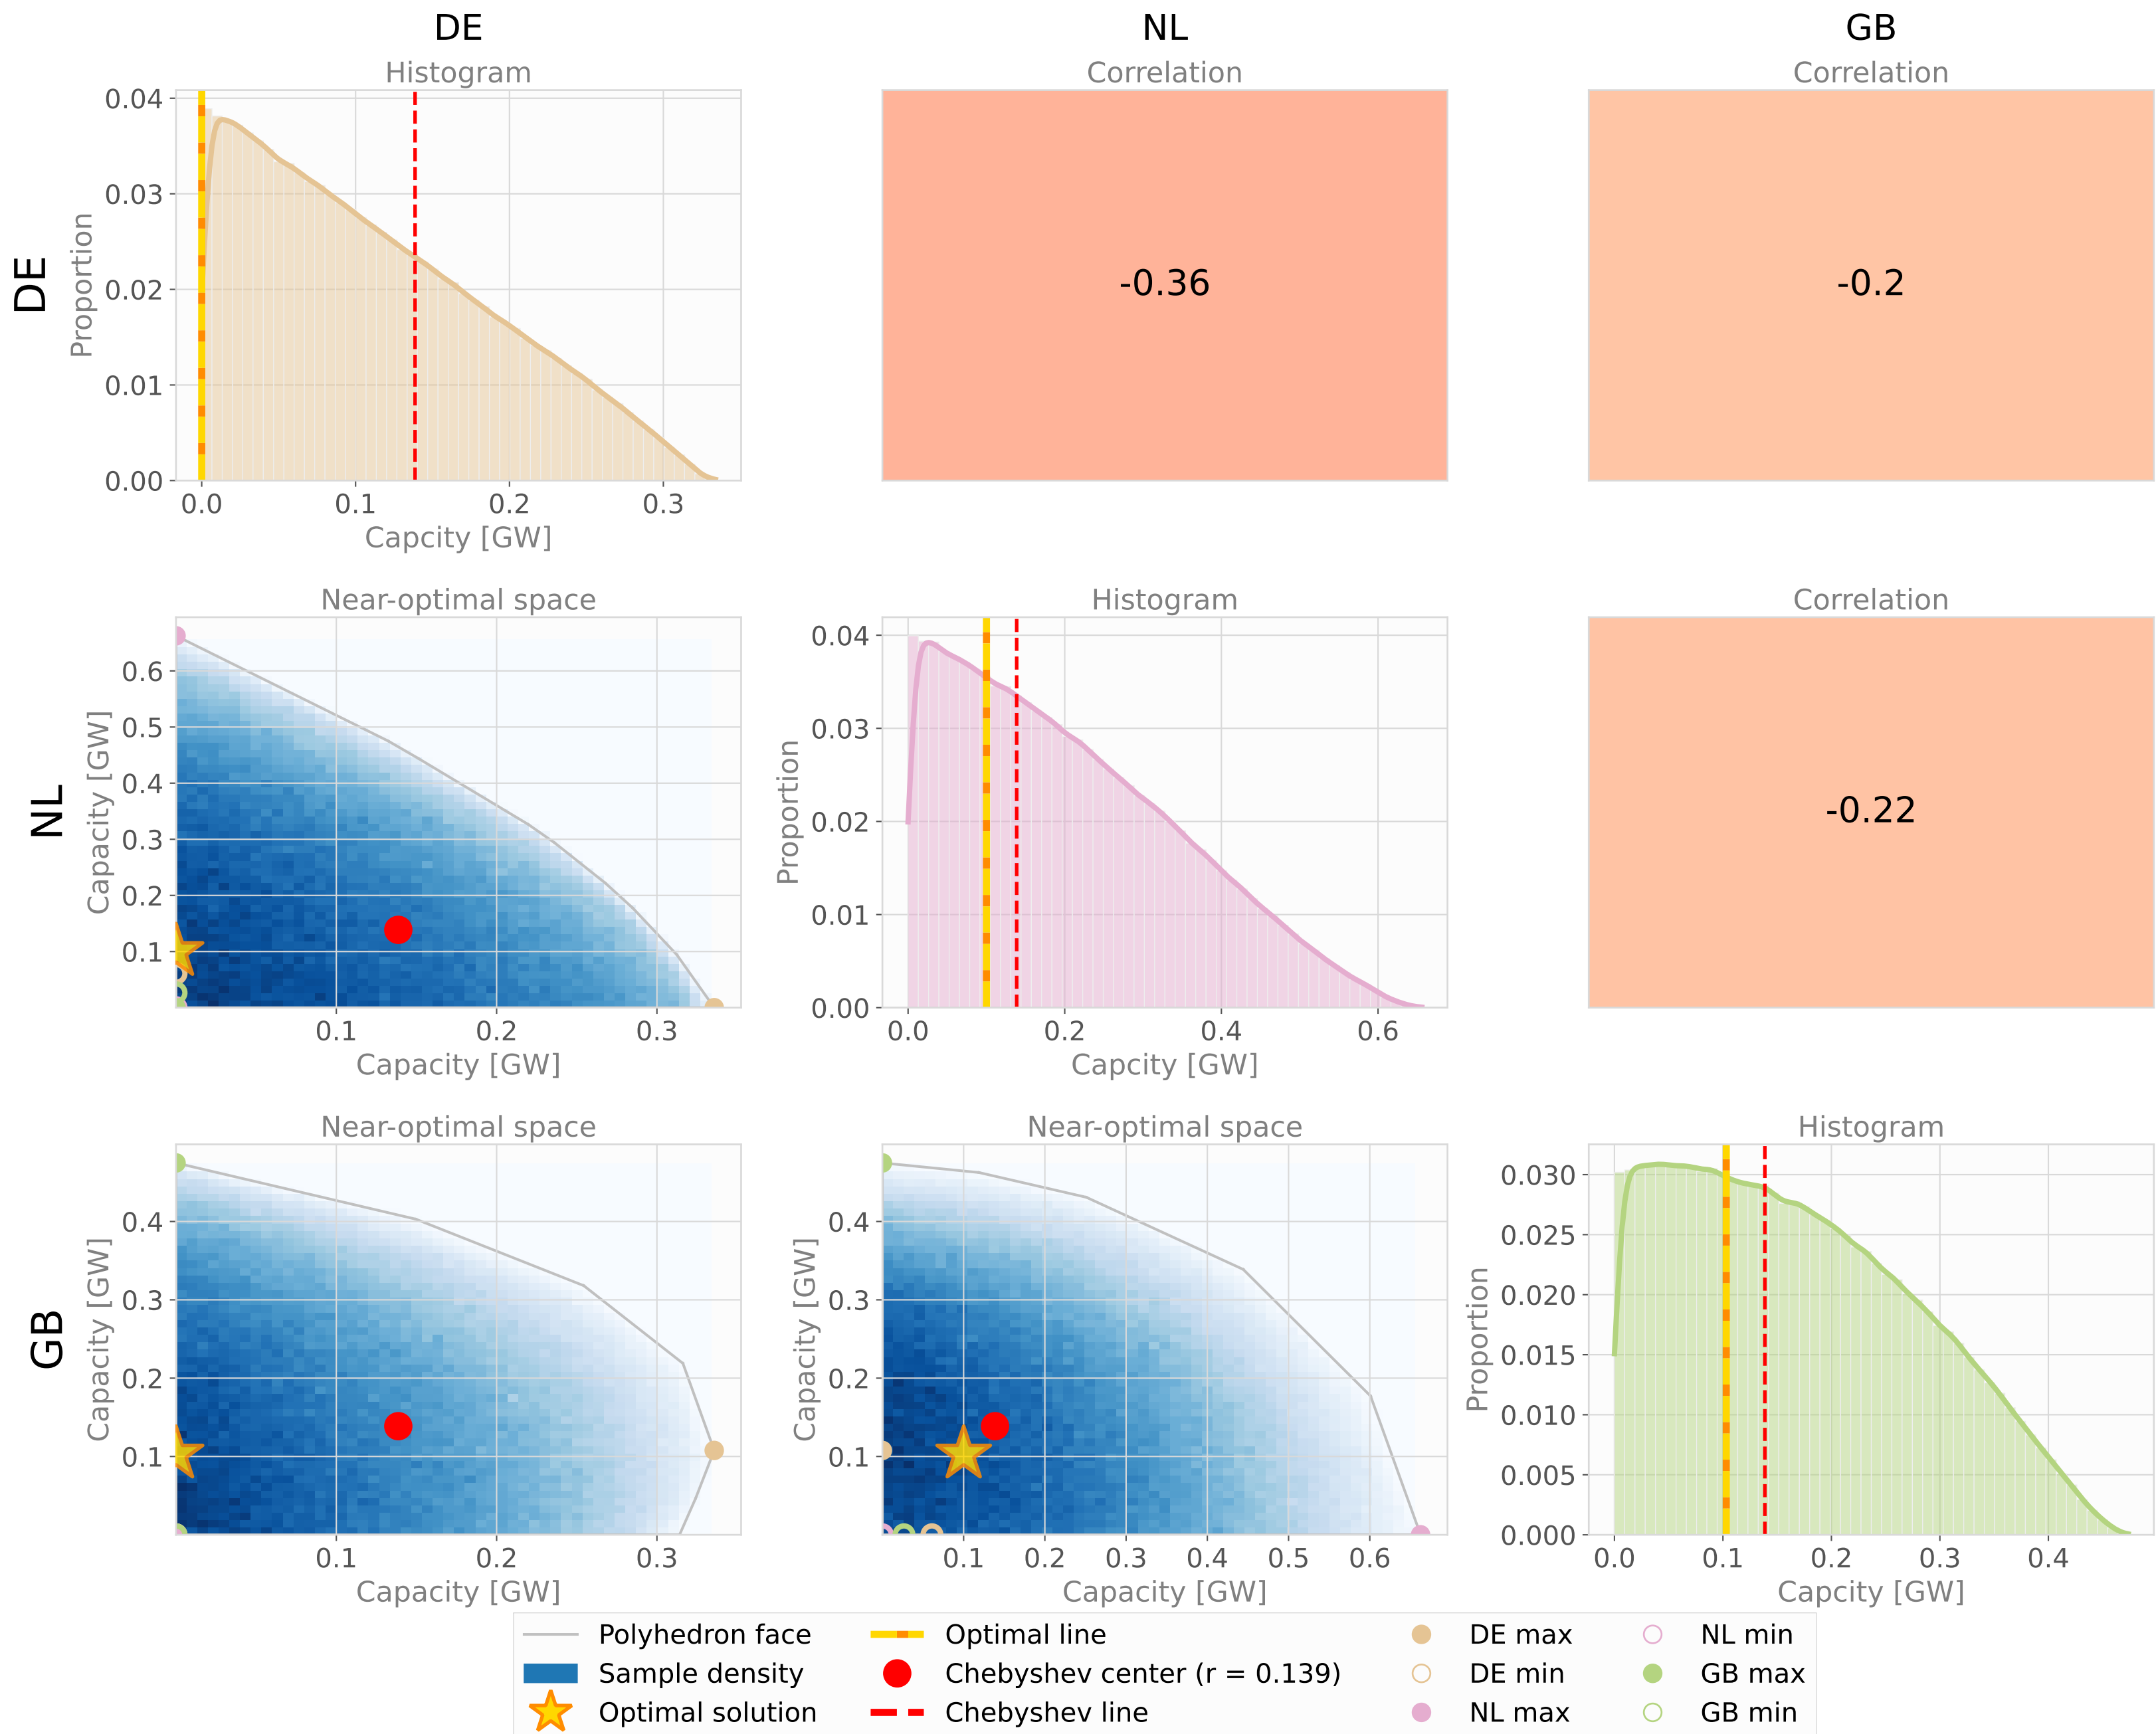 DE NL GB
Histogram Correlation Correlation
DE
Proportion
0.04
0.03
0.02
0.01
0.00
0.0 0.1 0.2 0.3
Capcity [GW]
-0.36
-0.2
Near-optimal space Histogram Correlation
NL
Capacity [GW]
0.6
0.5
0.4
0.3
0.2
0.1
0.1 0.2 0.3
Capacity [GW]
Proportion
0.04
0.03
0.02
0.01
0.00
0.0 0.2 0.4 0.6
Capcity [GW]
-0.22
Near-optimal space Near-optimal space Histogram
GB
Capacity [GW]
0.4
0.3
0.2
0.1
0.1 0.2 0.3
Capacity [GW]
Capacity [GW]
0.4
0.3
0.2
0.1
0.1 0.2 0.3 0.4 0.5 0.6
Capacity [GW]
Proportion
0.030
0.025
0.020
0.015
0.010
0.005
0.000
0.0 0.1 0.2 0.3 0.4
Capcity [GW]
Polyhedron face Optimal line DE max NL min
Sample density Chebyshev center (r = 0.139) DE min GB max
Optimal solution Chebyshev line NL max GB min